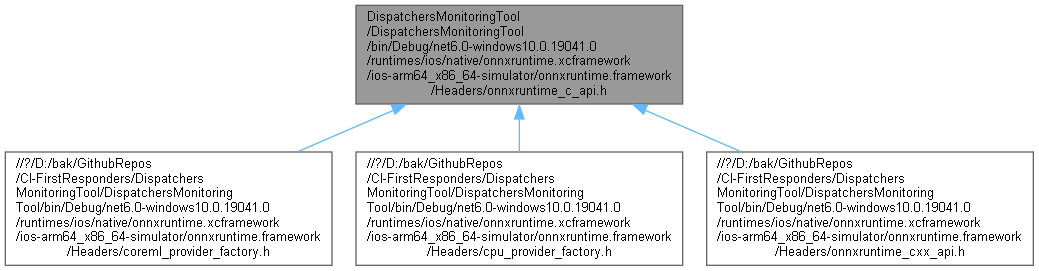 DispatchersMonitoringTool
/DispatchersMonitoringTool
/bin/Debug/net6.0-windows10.0.19041.0
/runtimes/ios/native/onnxruntime.xcframework
/ios-arm64_x86_64-simulator/onnxruntime.framework
/Headers/onnxruntime_c_api.h
//?/D:/bak/GithubRepos
/CI-FirstResponders/Dispatchers
MonitoringTool/DispatchersMonitoring
Tool/bin/Debug/net6.0-windows10.0.19041.0
/runtimes/ios/native/onnxruntime.xcframework
/ios-arm64_x86_64-simulator/onnxruntime.framework
/Headers/coreml_provider_factory.h
//?/D:/bak/GithubRepos
/CI-FirstResponders/Dispatchers
MonitoringTool/DispatchersMonitoring
Tool/bin/Debug/net6.0-windows10.0.19041.0
/runtimes/ios/native/onnxruntime.xcframework
/ios-arm64_x86_64-simulator/onnxruntime.framework
/Headers/cpu_provider_factory.h
//?/D:/bak/GithubRepos
/CI-FirstResponders/Dispatchers
MonitoringTool/DispatchersMonitoring
Tool/bin/Debug/net6.0-windows10.0.19041.0
/runtimes/ios/native/onnxruntime.xcframework
/ios-arm64_x86_64-simulator/onnxruntime.framework
/Headers/onnxruntime_cxx_api.h